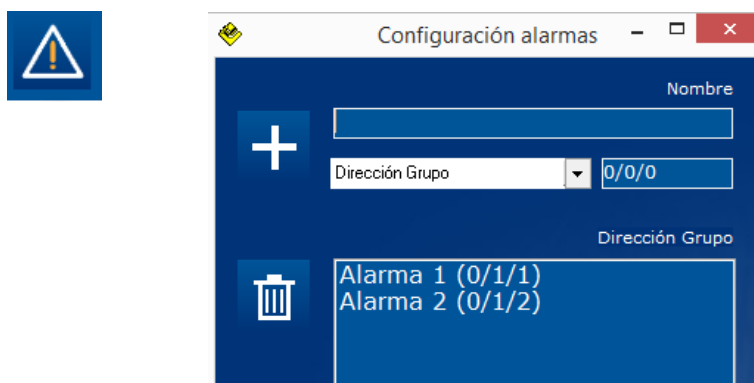 Configuración alarmas
Nombre
Dirección Grupo 0/0/0
Dirección Grupo
Alarma 1 (0/1/1)
Alarma 2 (0/1/2)